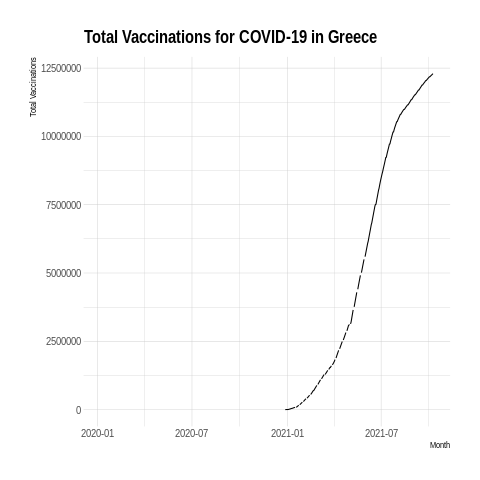 Total Vaccinations for COVID-19 in Greece
Total Vaccinations
12500000
10000000
7500000
5000000
2500000
0
2020-01 2020-07 2021-01 2021-07
Month